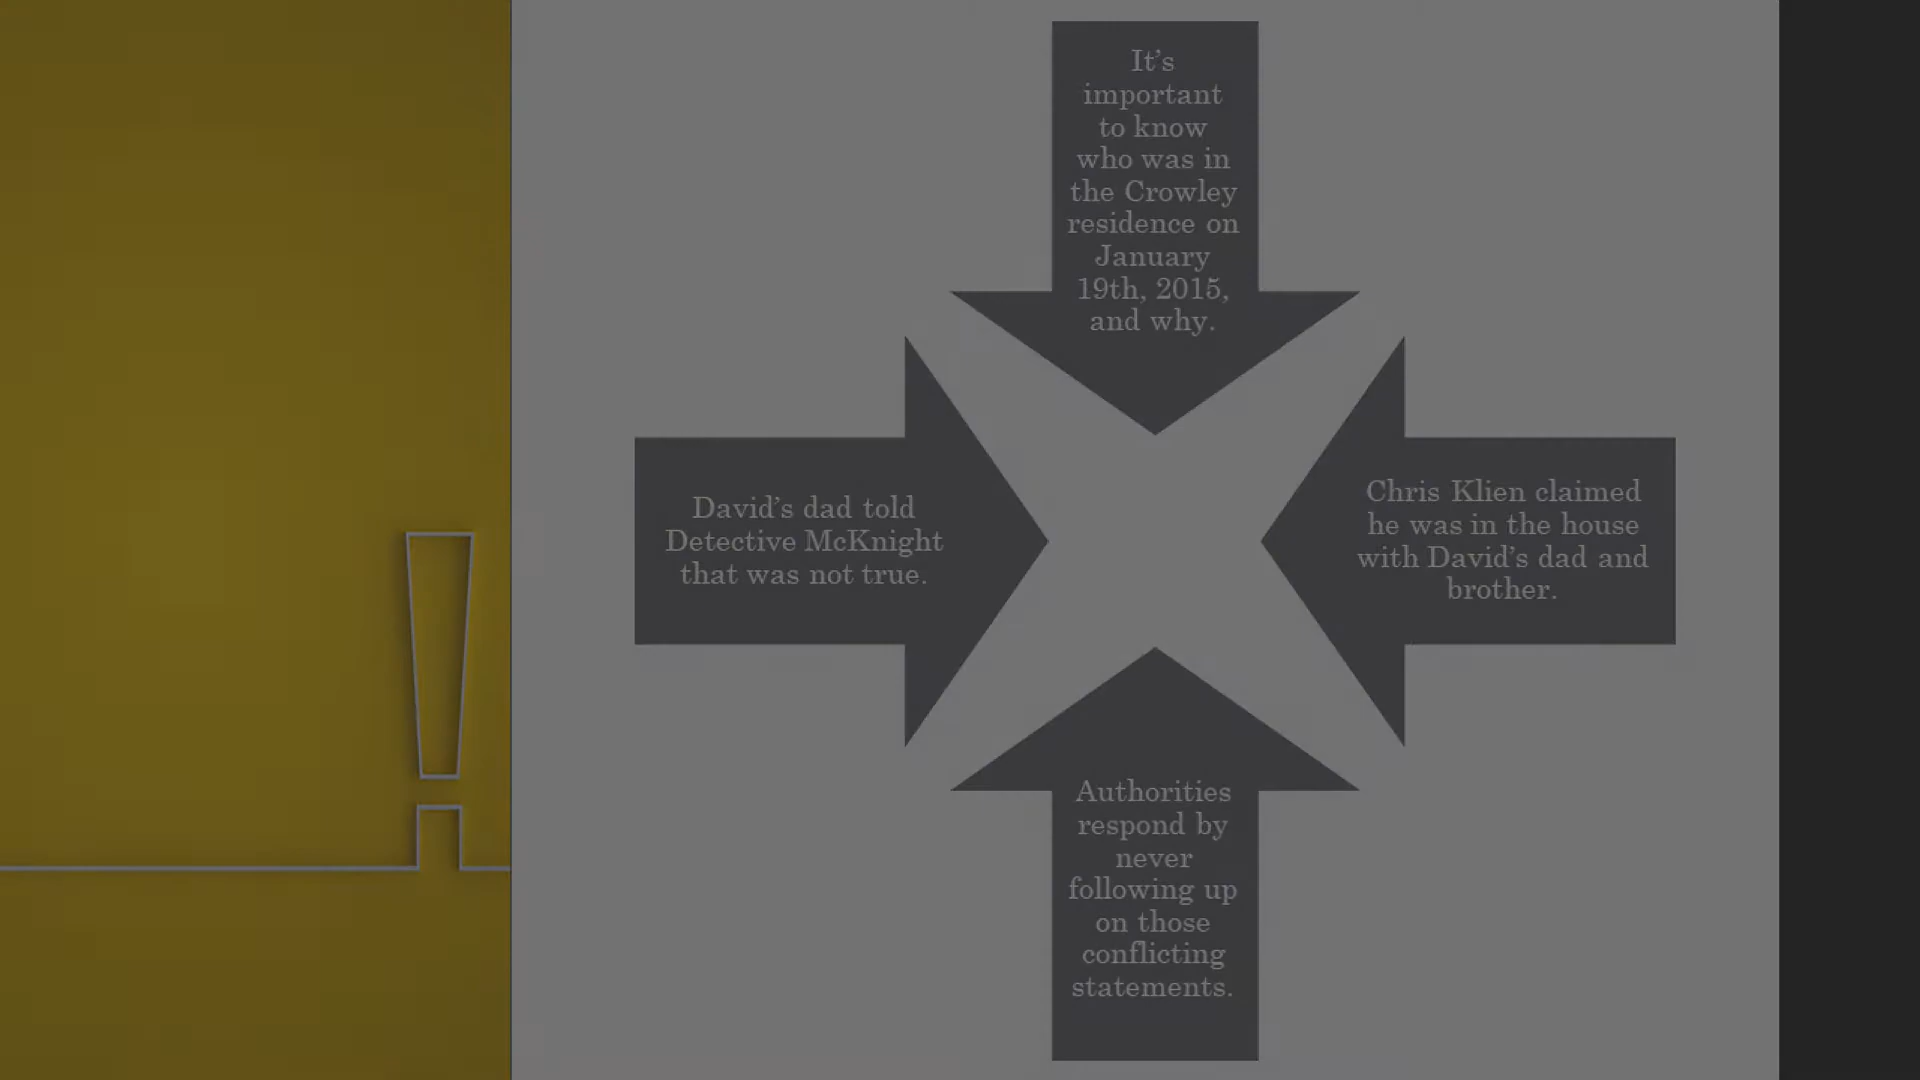 It’s
important
to know
who was in
the Crowley
residence on
January
19th, 2015,
and why.
Chris Klien claimed
he was in the house
with David’s dad and
brother.
David’s dad told
Detective McKnight
that was not true.
Authorities
respond by
never
following up
on those
conflicting
statements.